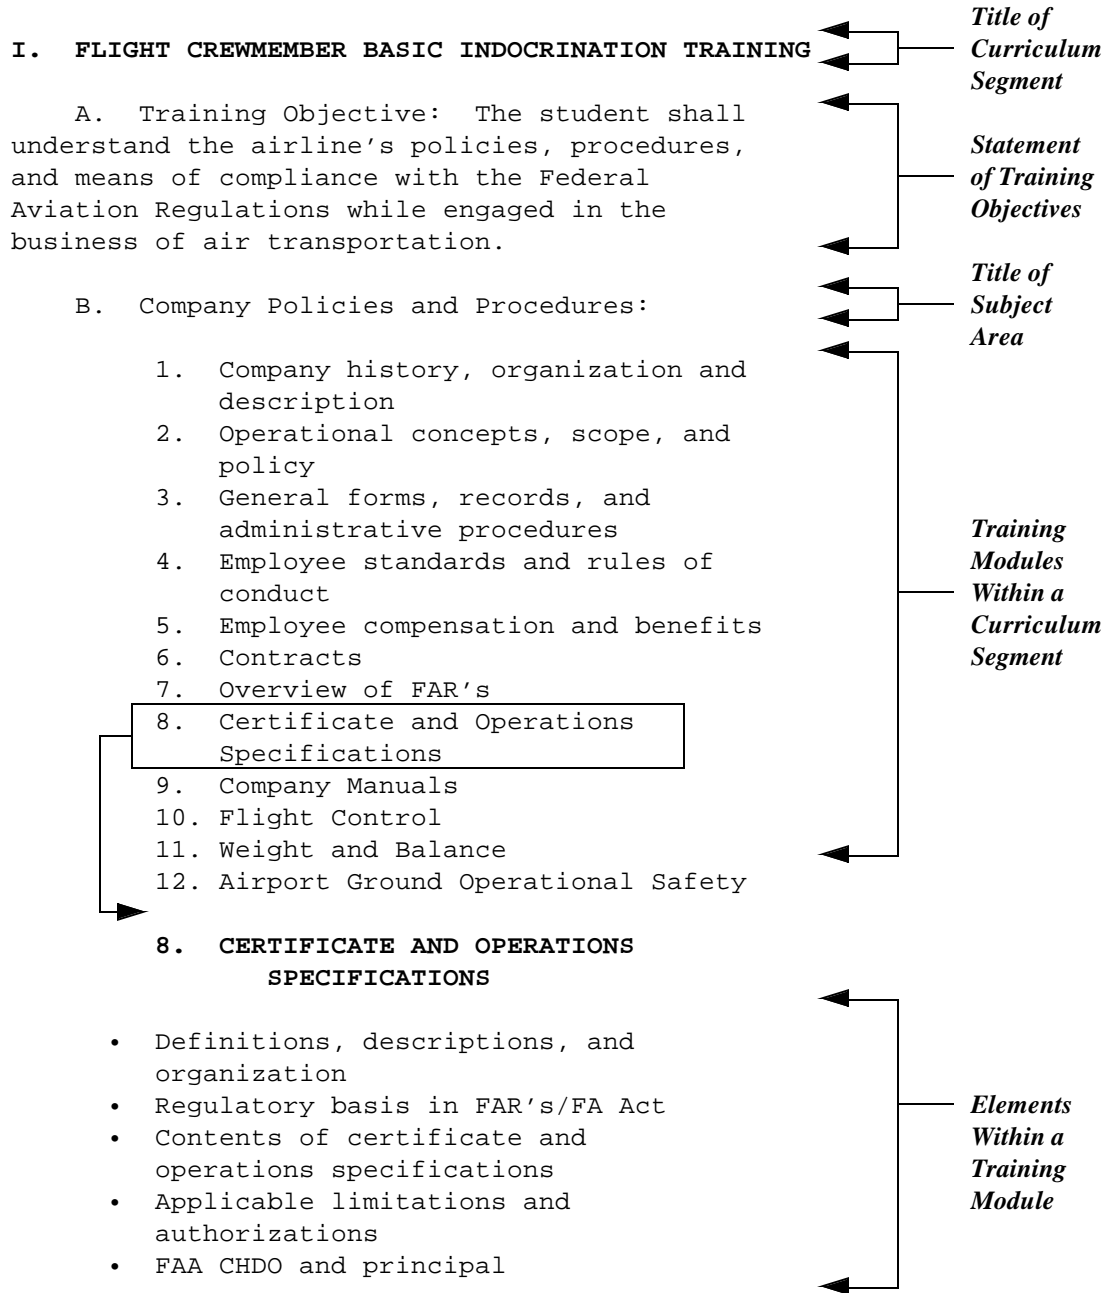 I. FLIGHT CREWMEMBER BASIC INDOCRINATION TRAINING
Title of
Curriculum
Segment
A. Training Objective: The student shall
understand the airline's policies, procedures,
and means of compliance with the Federal
Aviation Regulations while engaged in the
business of air transportation.
Statement
of Training
Objectives
B. Company Policies and Procedures:
Title of
Subject
Area
1. Company history, organization and
description
2. Operational concepts, scope, and
policy
3. General forms, records, and
administrative procedures
4. Employee standards and rules of
conduct
5. Employee compensation and benefits
6. Contracts
7. Overview of FAR's
8. Certificate and Operations
Specifications
9. Company Manuals
10. Flight Control
11. Weight and Balance
12. Airport Ground Operational Safety
Training
Modules
Within a
Curriculum
Segment
8. CERTIFICATE AND OPERATIONS
SPECIFICATIONS
• Definitions, descriptions, and
organization
• Regulatory basis in FAR's/FA Act
• Contents of certificate and
operations specifications
• Applicable limitations and
authorizations
• FAA CHDO and principal
Elements
Within a
Training
Module